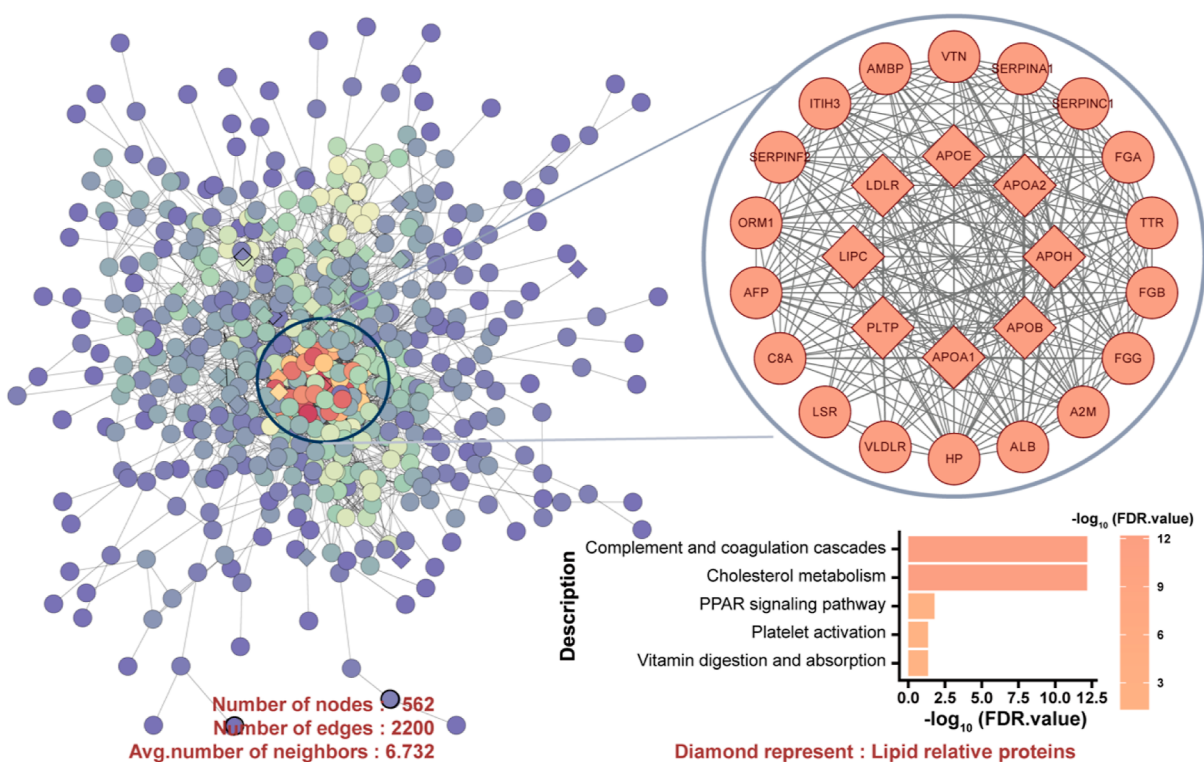 VTN
AMBP
SERPINA1
ITIH3
SERPINC1
SERPINF2
FGA
APOE
LDLR
APOA2
ORM1
TTR
LIPC
APOH
AFP
FGB
PLTP
APOB
C8A
APOA1
FGG
LSR
A2M
VLDLR
HP
ALB
-log10 (FDR.value)
12
9
6
3
Description
Complement and coagulation cascades
Cholesterol metabolism
PPAR signaling pathway
Platelet activation
Vitamin digestion and absorption
0.0 2.5 5.0 7.5 10.0 12.5
-log10 (FDR.value)
Number of nodes : 562
Number of edges : 2200
Avg.number of neighbors : 6.732
Diamond represent : Lipid relative proteins